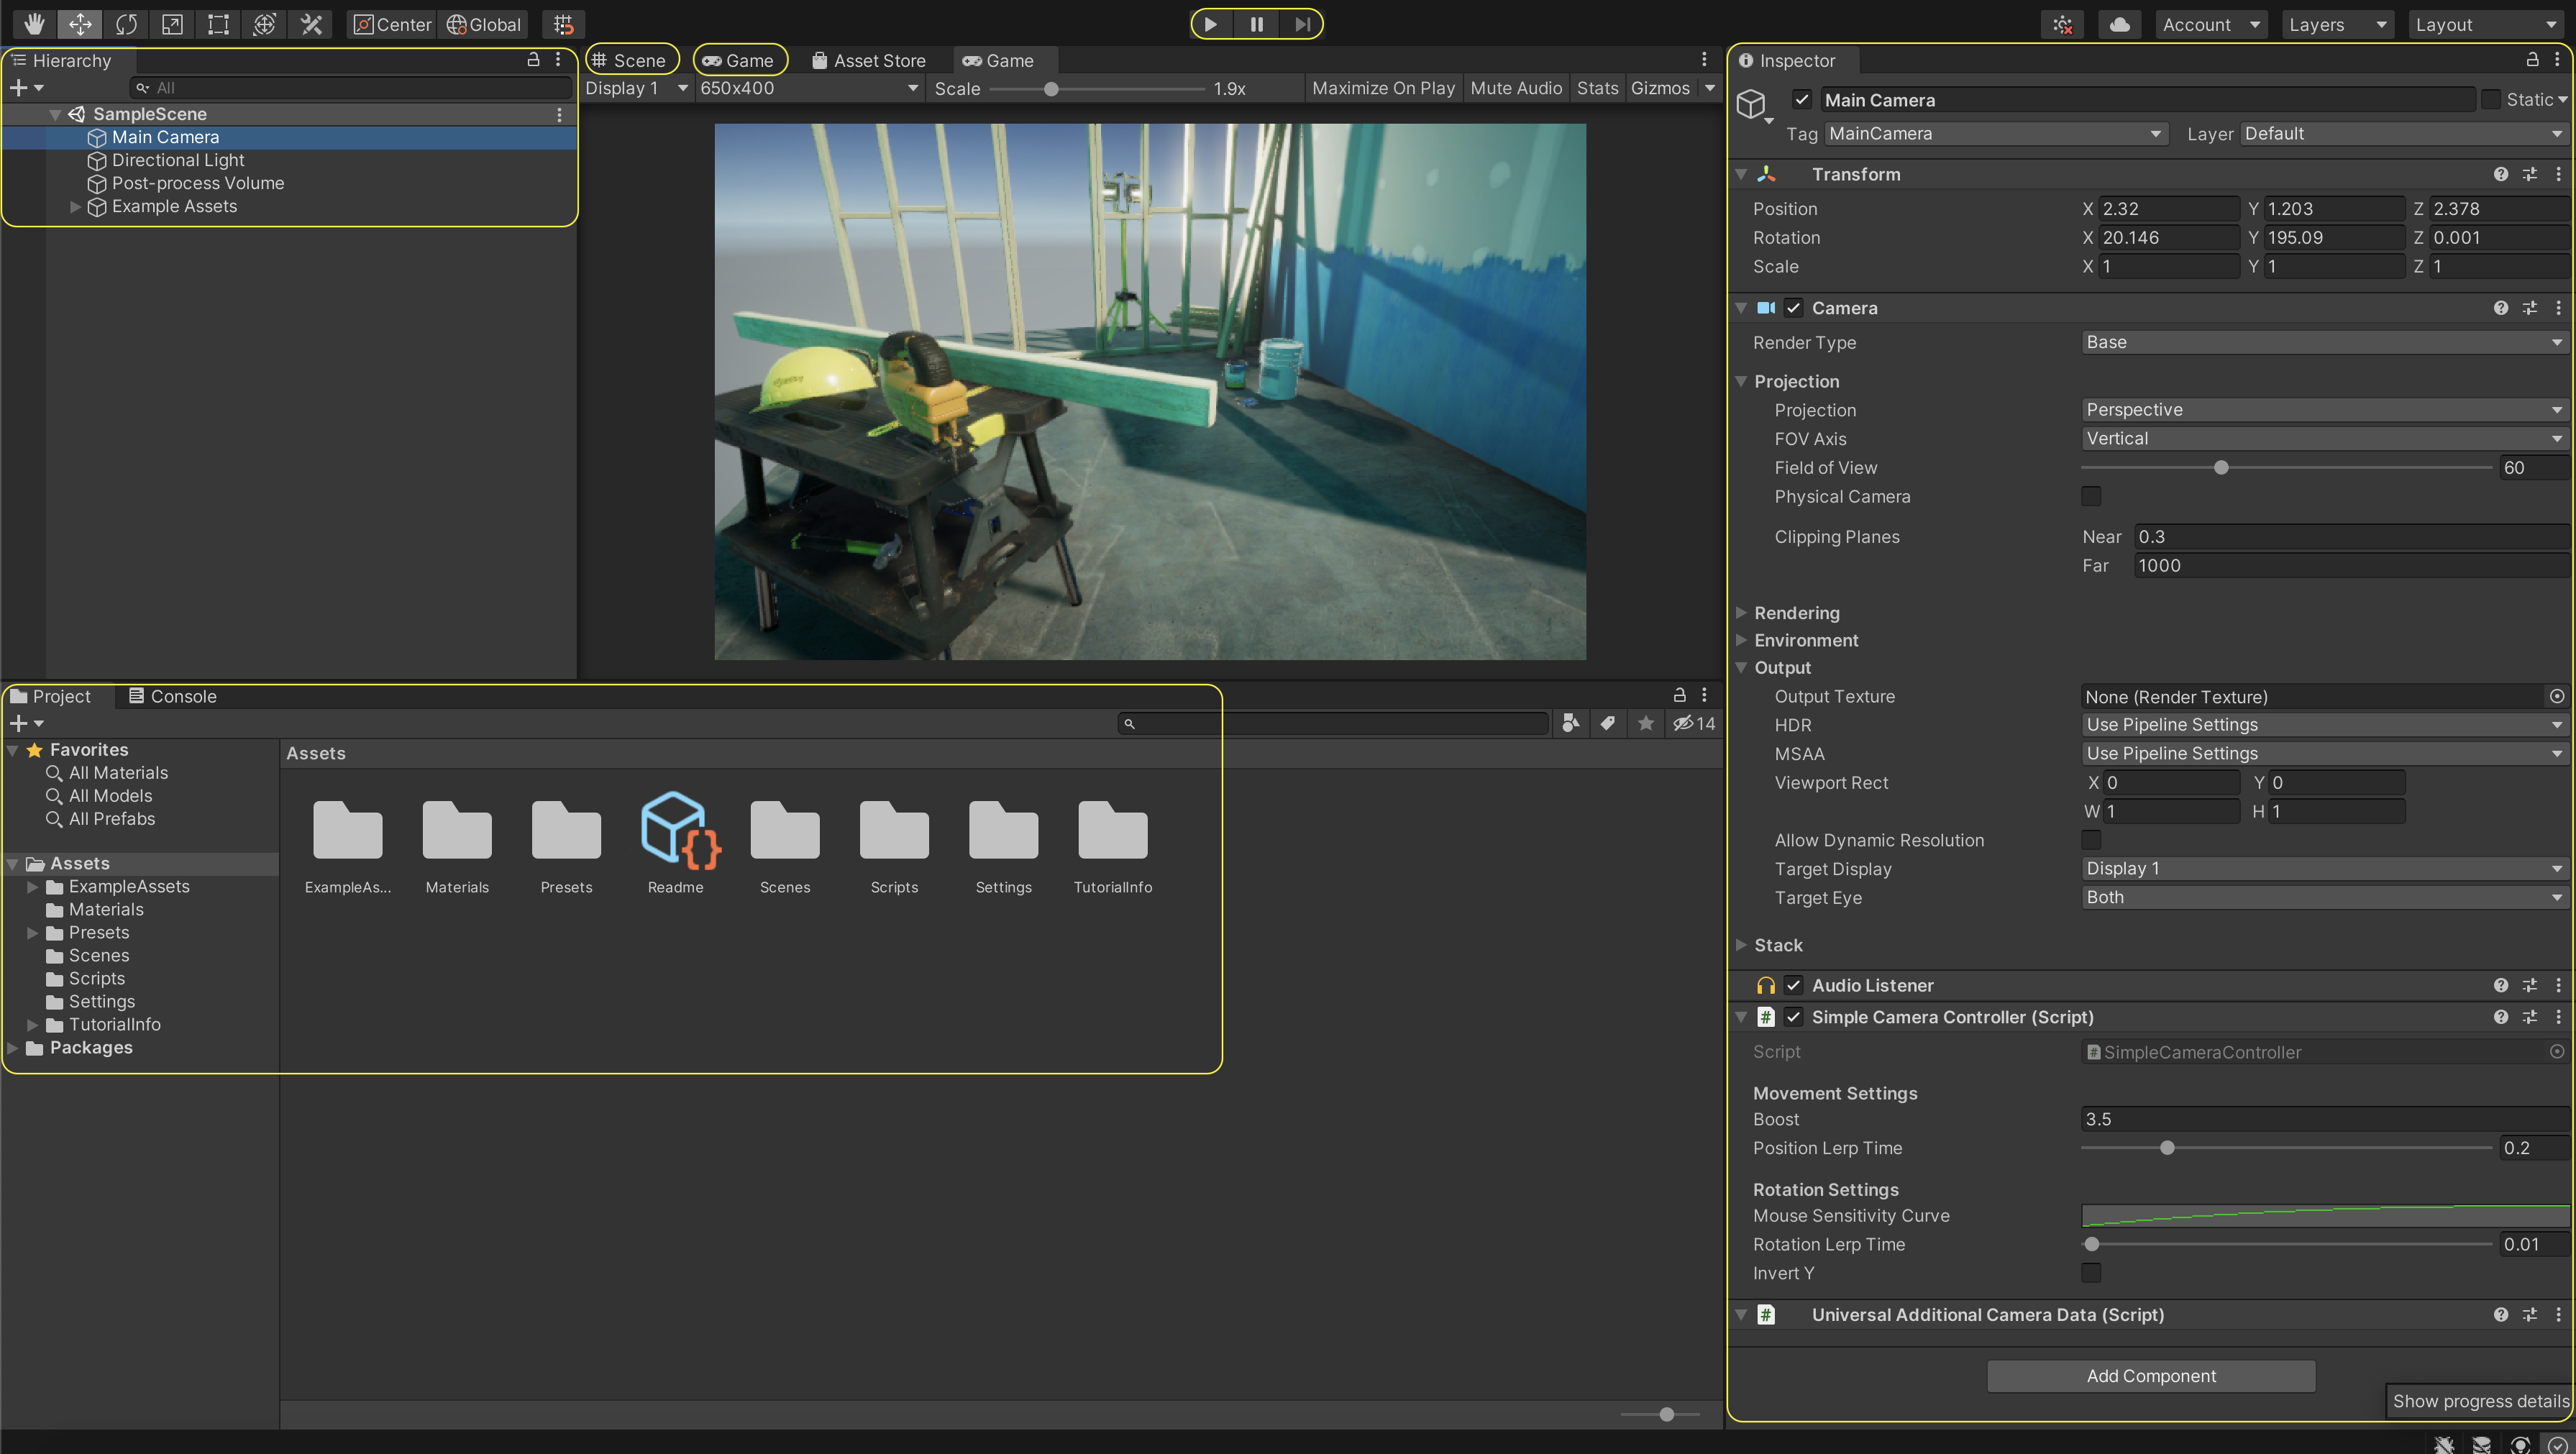 Center Global Account Layers Layout
Hierarchy
All
SampleScene
Main Camera
Directional Light
Post-process Volume
Example Assets
Scene Game Asset Store Game
Display 1 650x400 Scale 1.9x Maximize On Play Mute Audio Stats Gizmos
Project Console
14
Favorites
All Materials
All Models
All Prefabs
Assets
ExampleAssets
Materials
Presets
Scenes
Scripts
Settings
TutorialInfo
Packages
Assets
ExampleAs... Materials Presets Readme Scenes Scripts Settings TutorialInfo
Inspector
Main Camera Static
Tag MainCamera Layer Default
Transform
Position X 2.32 Y 1.203 Z 2.378
Rotation X 20.146 Y 195.09 Z 0.001
Scale X 1 Y 1 Z 1
Camera
Render Type Base
Projection
Projection Perspective
FOV Axis Vertical
Field of View 60
Physical Camera
Clipping Planes Near 0.3
Far 1000
Rendering
Environment
Output
Output Texture None (Render Texture)
HDR Use Pipeline Settings
MSAA Use Pipeline Settings
Viewport Rect X 0 Y 0
W 1 H 1
Allow Dynamic Resolution
Target Display Display 1
Target Eye Both
Stack
Audio Listener
# Simple Camera Controller (Script)
Script # SimpleCameraController
Movement Settings
Boost 3.5
Position Lerp Time 0.2
Rotation Settings
Mouse Sensitivity Curve
Rotation Lerp Time 0.01
Invert Y
# Universal Additional Camera Data (Script)
Add Component
Show progress details